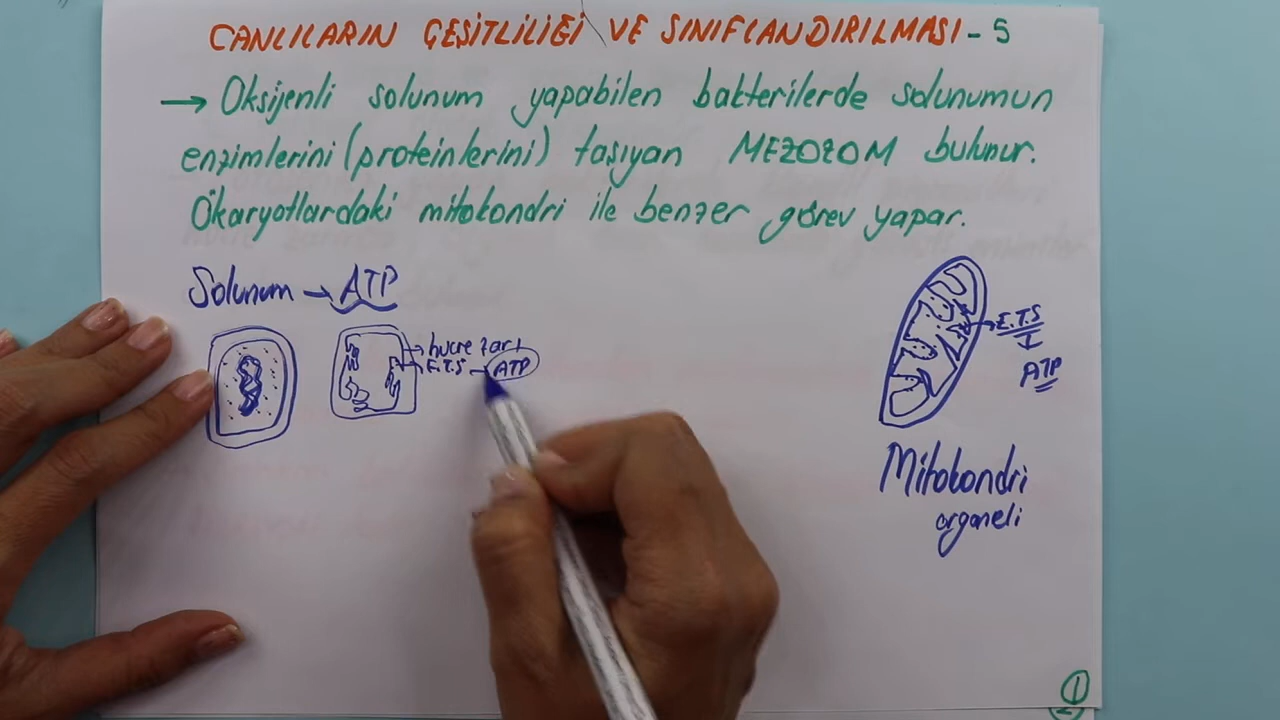 CANLILARIN ÇEŞİTLİLİĞİ VE SINIFLANDIRILMASI - 5
→ Oksijenli solunum yapabilen bakterilerde solunumun
enzimlerini (proteinlerini) taşıyan MEZOZOM bulunur.
Ökaryotlardaki mitokondri ile benzer görev yapar.
Solunum → ATP
hücre zarı
E.T.S → ATP
E.T.S
ATP
Mitokondri
organeli
1